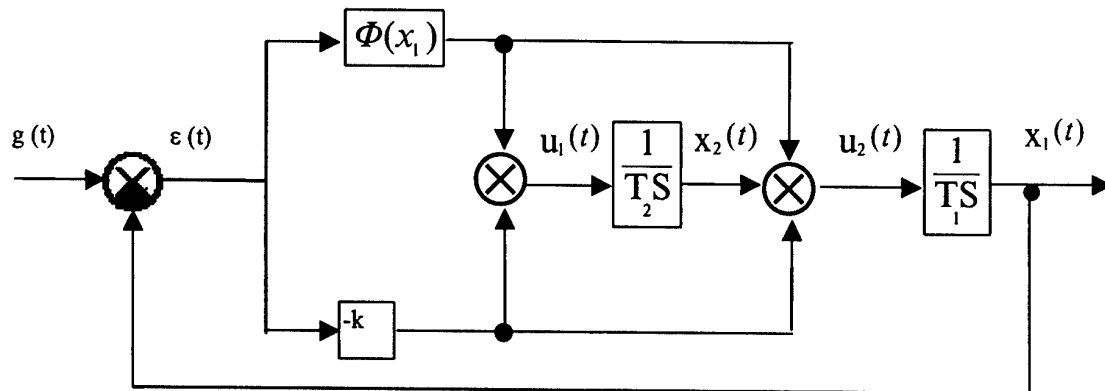 Φ(x₁)
g (t)
ε (t)
u₁(t)
1
T₂S
x₂(t)
u₂(t)
1
T₁S
x₁(t)
-k